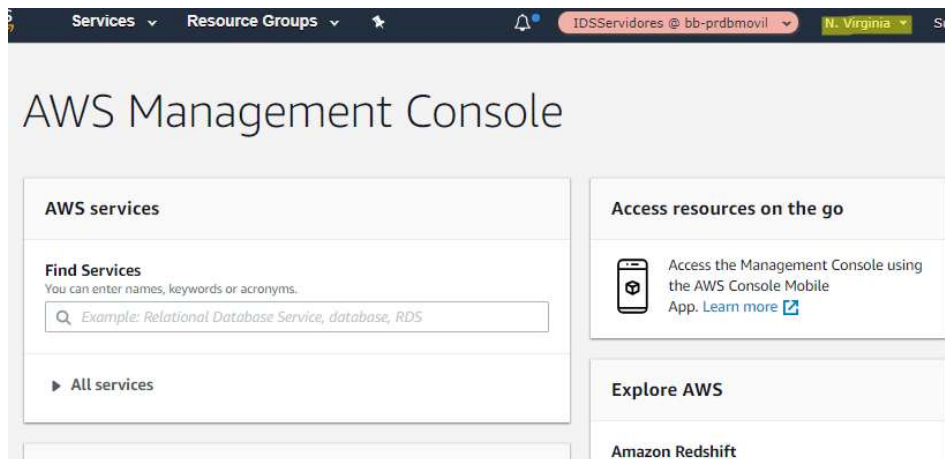 Services Resource Groups IDSServidores @ bb-prdbmovil N. Virginia
AWS Management Console
AWS services
Find Services
You can enter names, keywords or acronyms.
Example: Relational Database Service, database, RDS
All services
Access resources on the go
Access the Management Console using
the AWS Console Mobile
App. Learn more
Explore AWS
Amazon Redshift